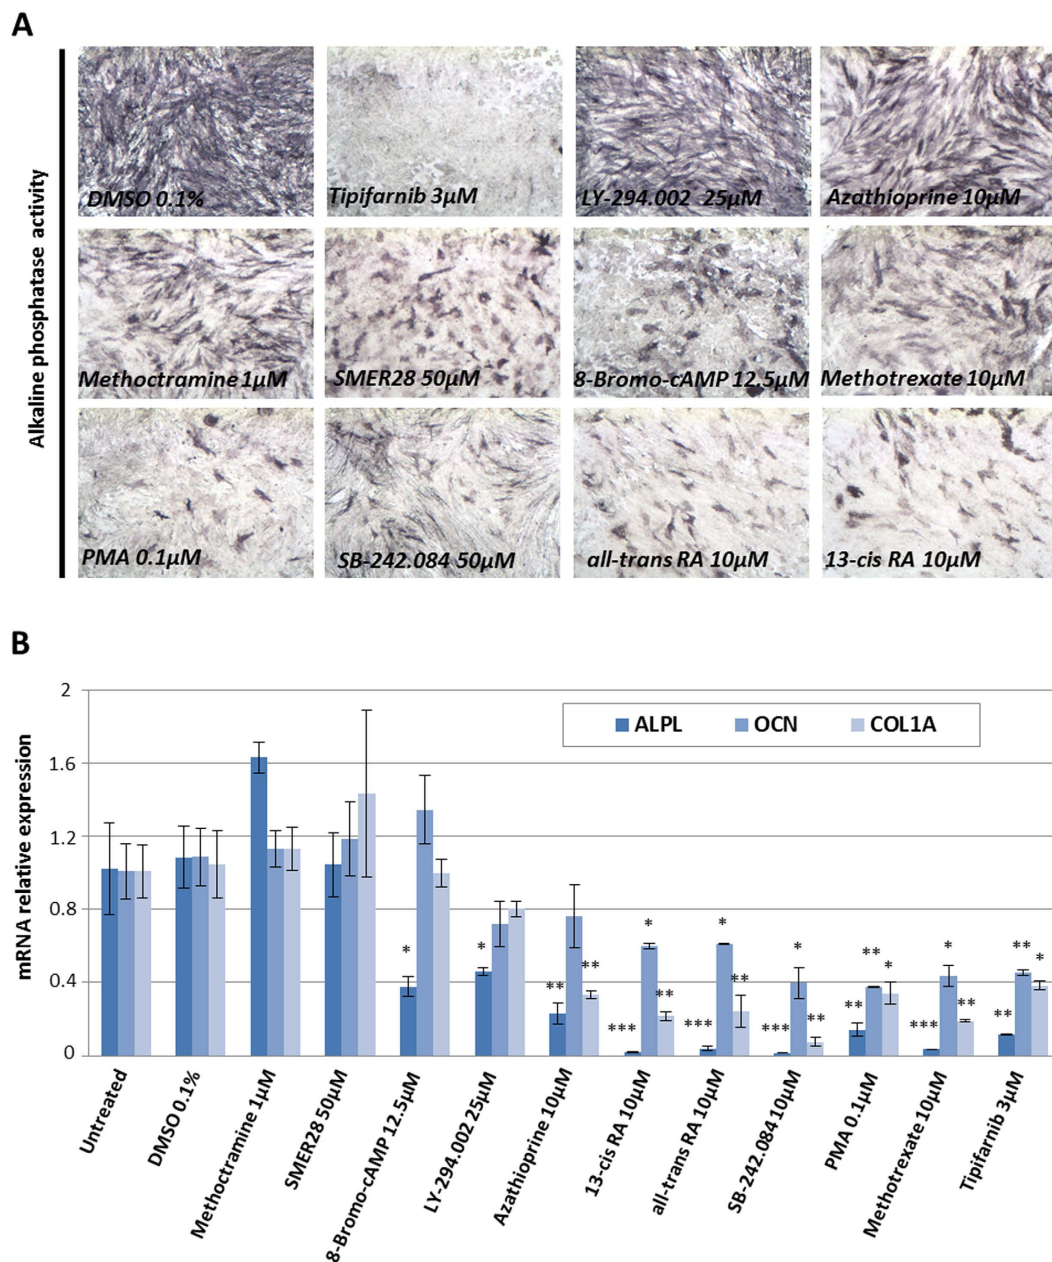 A
Alkaline phosphatase activity
DMSO 0.1%
Tipifarnib 3µM
LY-294.002 25µM
Azathioprine 10µM
Methoctramine 1µM
SMER28 50µM
8-Bromo-cAMP 12.5µM
Methotrexate 10µM
PMA 0.1µM
SB-242.084 50µM
all-trans RA 10µM
13-cis RA 10µM
B
mRNA relative expression
2
1.6
1.2
0.8
0.4
0
ALPL OCN COL1A
* * ** ** *** * ** *** * ** *** * ** ** ** * *** * ** ** ** *
Untreated
DMSO 0.1%
Methoctramine 1µM
SMER28 50µM
8-Bromo-cAMP 12.5µM
LY-294.002 25µM
Azathioprine 10µM
13-cis RA 10µM
all-trans RA 10µM
SB-242.084 10µM
PMA 0.1µM
Methotrexate 10µM
Tipifarnib 3µM